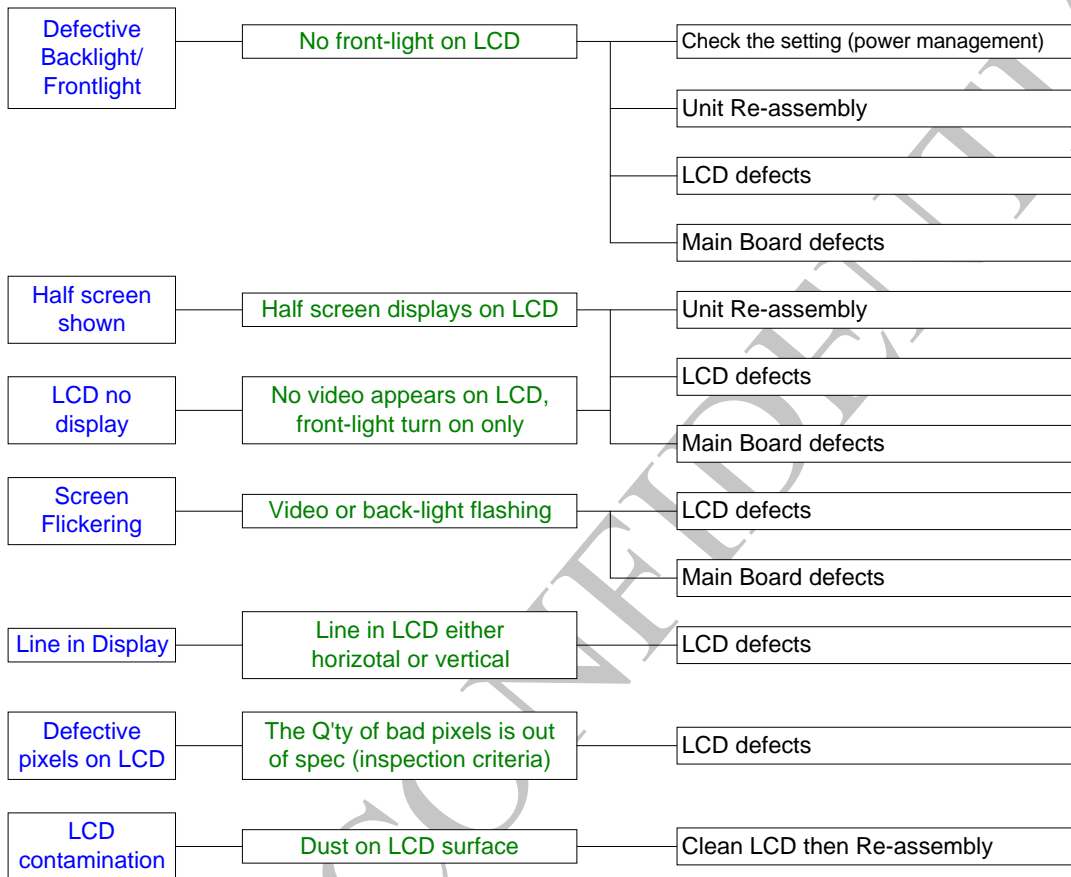 Defective
Backlight/
Frontlight
No front-light on LCD
Check the setting (power management)
Unit Re-assembly
LCD defects
Main Board defects
Half screen
shown
Half screen displays on LCD
Unit Re-assembly
LCD defects
LCD no
display
No video appears on LCD,
front-light turn on only
Main Board defects
Screen
Flickering
Video or back-light flashing
LCD defects
Main Board defects
Line in Display
Line in LCD either
horizotal or vertical
LCD defects
Defective
pixels on LCD
The Q'ty of bad pixels is out
of spec (inspection criteria)
LCD defects
LCD
contamination
Dust on LCD surface
Clean LCD then Re-assembly
CONFIDENT